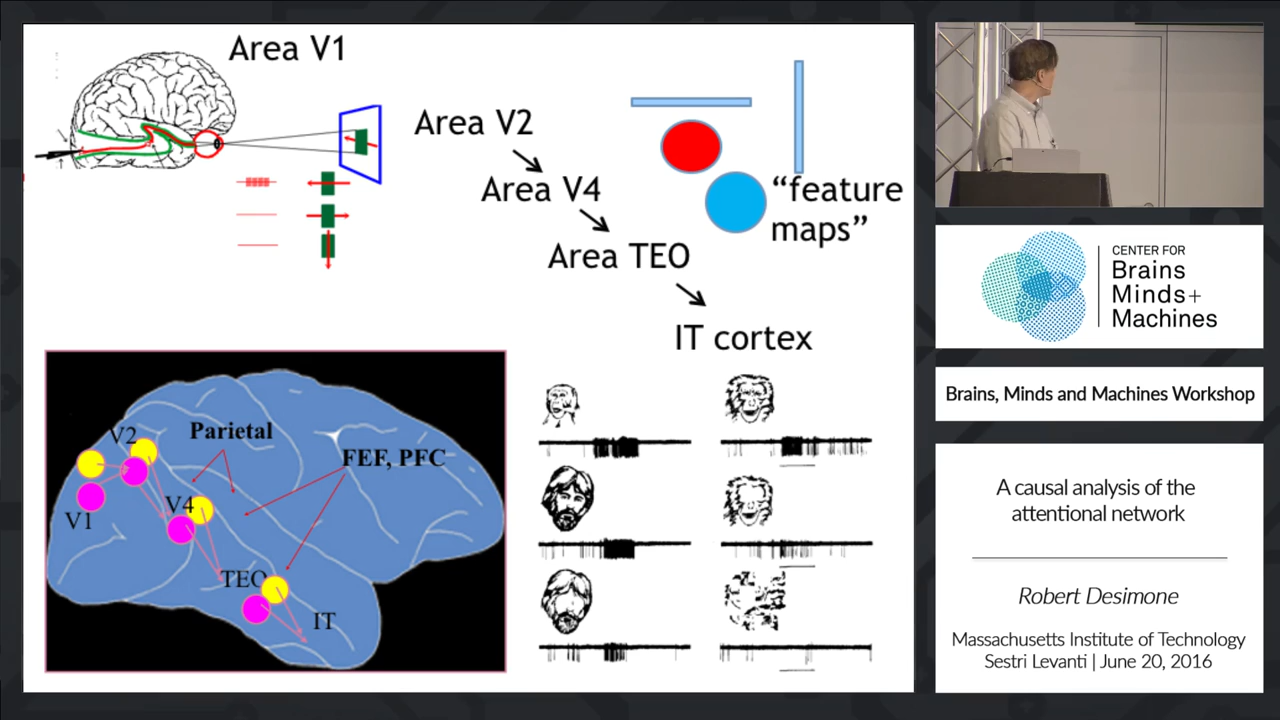 Area V1
Area V2
Area V4
Area TEO
IT cortex
“feature
maps”
V2
V1
V4
TEO
IT
Parietal
FEF, PFC
CENTER FOR
Brains
Minds+
Machines
Brains, Minds and Machines Workshop
A causal analysis of the
attentional network
Robert Desimone
Massachusetts Institute of Technology
Sestri Levanti | June 20, 2016